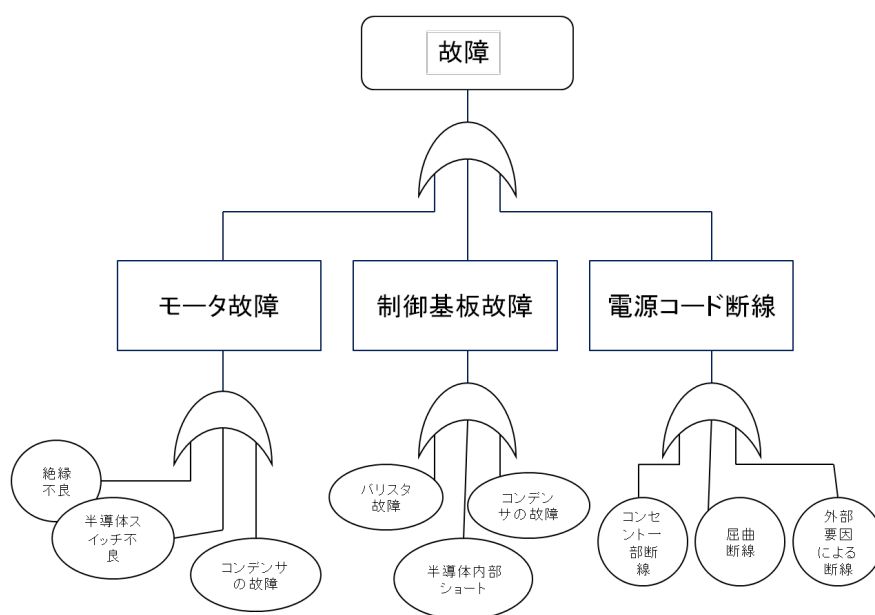 故障
モータ故障
制御基板故障
電源コード断線
絶縁
不良
半導体ス
イッチ不
良
コンデンサ
の故障
バリスタ
故障
コンデン
サの故障
半導体内部
ショート
コンセ
ント一
部断
線
屈曲
断線
外部
要因
による
断線